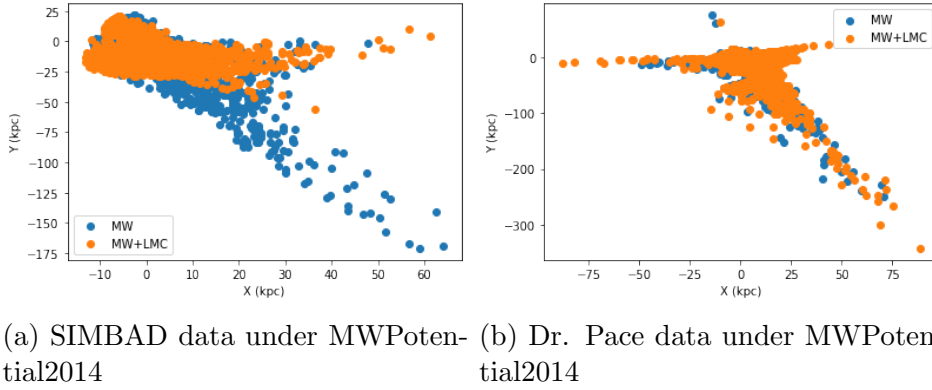 25
0
−25
−50
−75
−100
−125
−150
−175
Y (kpc)
MW
MW+LMC
−10 0 10 20 30 40 50 60
X (kpc)
0
−100
−200
−300
Y (kpc)
MW
MW+LMC
−75 −50 −25 0 25 50 75
X (kpc)
(a) SIMBAD data under MWPoten-
tial2014
(b) Dr. Pace data under MWPoten
tial2014